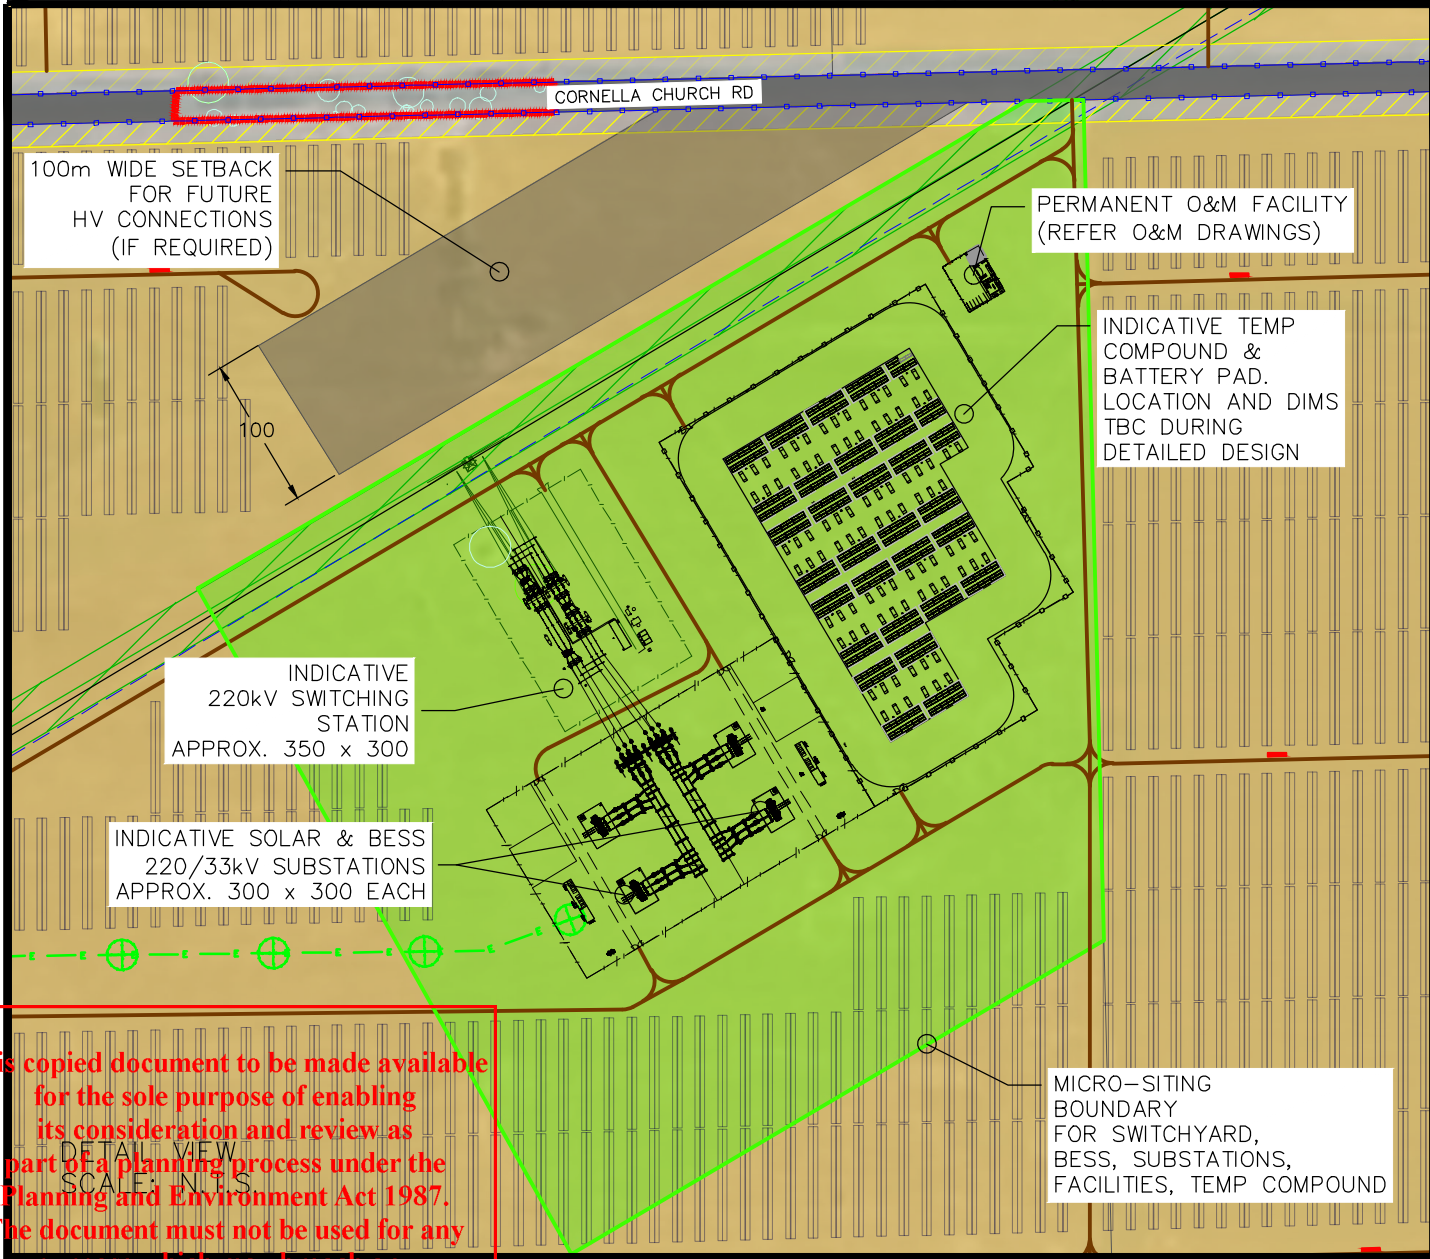 CORNELLA CHURCH RD
100m WIDE SETBACK
FOR FUTURE
HV CONNECTIONS
(IF REQUIRED)
PERMANENT O&M FACILITY
(REFER O&M DRAWINGS)
INDICATIVE TEMP
COMPOUND &
BATTERY PAD.
LOCATION AND DIMS
TBC DURING
DETAILED DESIGN
100
INDICATIVE
220kV SWITCHING
STATION
APPROX. 350 x 300
INDICATIVE SOLAR & BESS
220/33kV SUBSTATIONS
APPROX. 300 x 300 EACH
MICRO-SITING
BOUNDARY
FOR SWITCHYARD,
BESS, SUBSTATIONS,
FACILITIES, TEMP COMPOUND
copied document to be made available
for the sole purpose of enabling
its consideration and review as
part of a planning process under the
Planning and Environment Act 1987.
The document must not be used for any
DETAIL VIEW
SCALE: N.T.S.